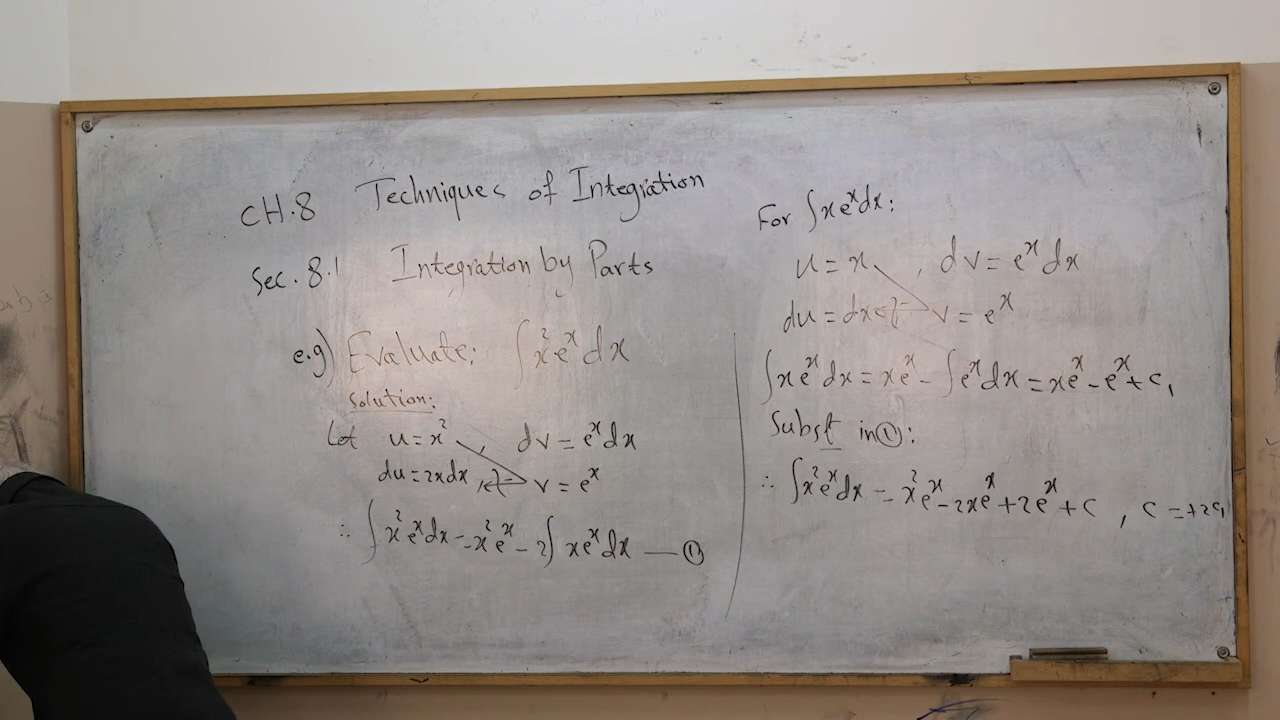 CH.8 Techniques of Integration
Sec. 8.1 Integration by Parts
e.g) Evaluate: ∫x²eˣdx
Solution:
Let u = x² , dv = eˣdx
du = 2xdx , v = eˣ
∴ ∫x²eˣdx = x²eˣ - 2∫xeˣdx — ①
For ∫xeˣdx:
u = x , dv = eˣdx
du = dx v = eˣ
∫xeˣdx = xeˣ - ∫eˣdx = xeˣ - eˣ + c₁
Subst in ①:
∴ ∫x²eˣdx = x²eˣ - 2xeˣ + 2eˣ + c , c = +2c₁